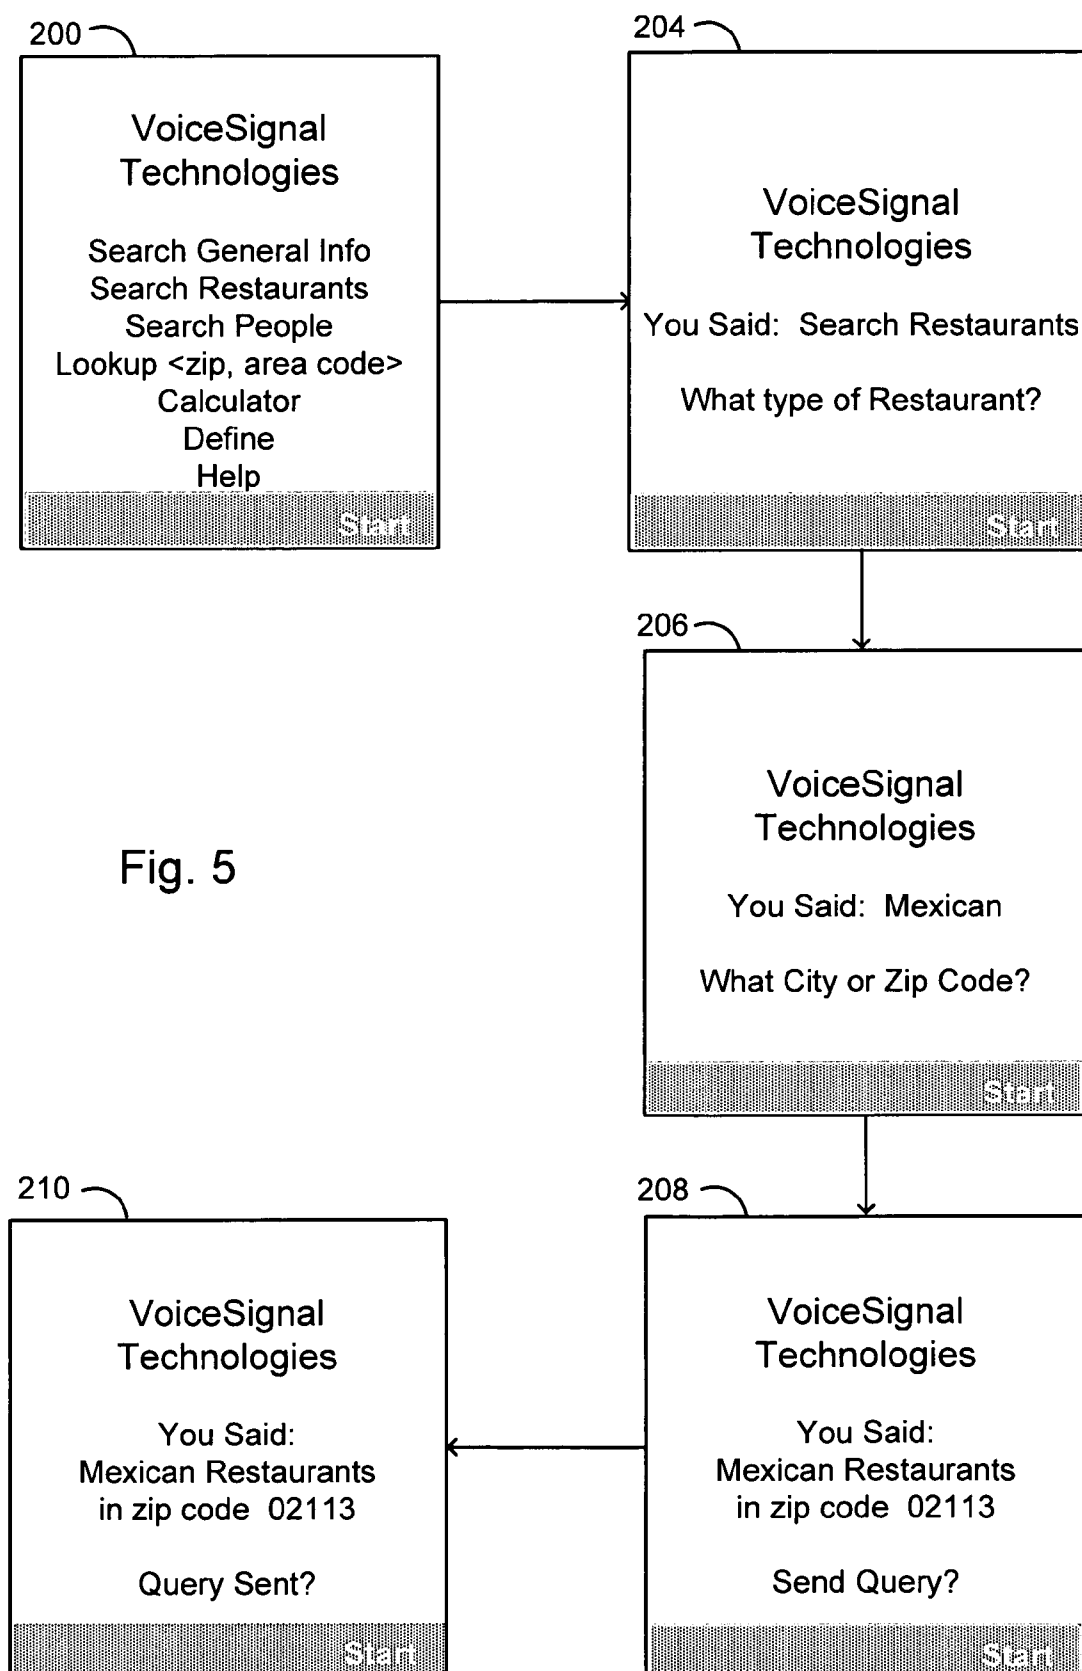 200
VoiceSignal
Technologies
Search General Info
Search Restaurants
Search People
Lookup <zip, area code>
Calculator
Define
Help
Start
204
VoiceSignal
Technologies
You Said: Search Restaurants
What type of Restaurant?
Start
206
VoiceSignal
Technologies
You Said: Mexican
What City or Zip Code?
Start
Fig. 5
208
VoiceSignal
Technologies
You Said:
Mexican Restaurants
in zip code 02113
Send Query?
Start
210
VoiceSignal
Technologies
You Said:
Mexican Restaurants
in zip code 02113
Query Sent?
Start